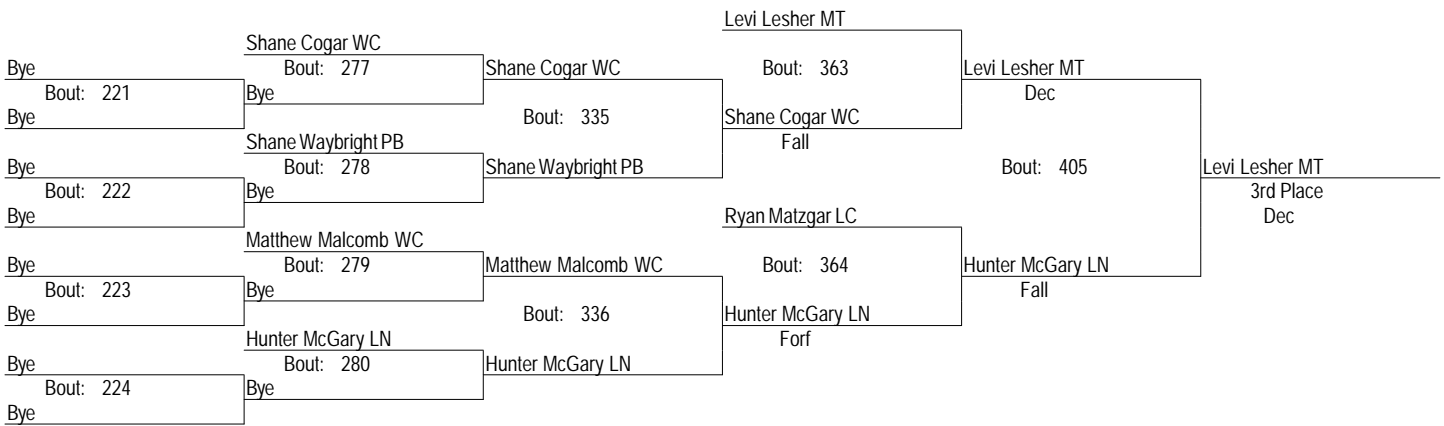 Levi Lesher MT
Shane Cogar WC
Bye
Bout: 277
Shane Cogar WC
Bout: 363
Levi Lesher MT
Bout: 221
Bye
Dec
Bye
Bout: 335
Shane Cogar WC
Shane Waybright PB
Fall
Bye
Bout: 278
Shane Waybright PB
Bout: 405
Levi Lesher MT
Bout: 222
Bye
3rd Place
Bye
Ryan Matzgar LC
Dec
Matthew Malcomb WC
Bye
Bout: 279
Matthew Malcomb WC
Bout: 364
Hunter McGary LN
Bout: 223
Bye
Fall
Bye
Bout: 336
Hunter McGary LN
Hunter McGary LN
Forf
Bye
Bout: 280
Hunter McGary LN
Bout: 224
Bye
Bye